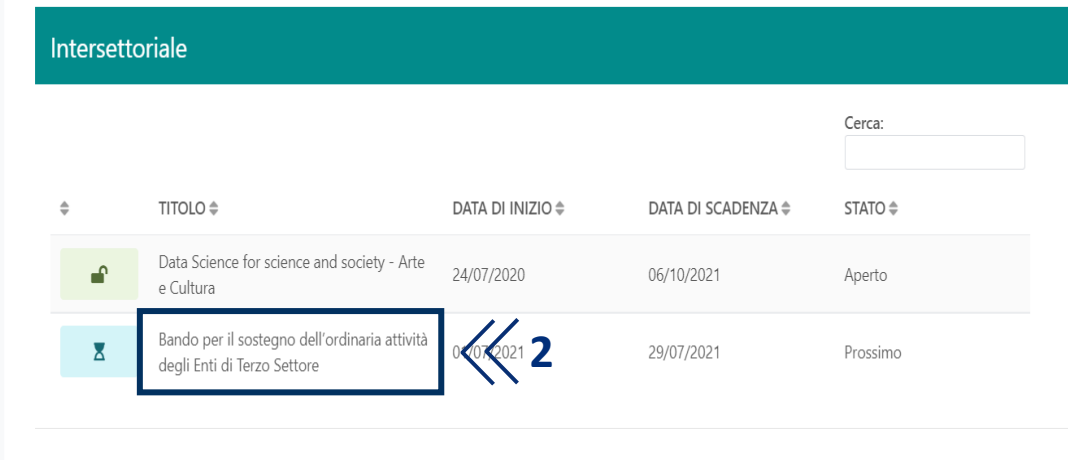 Intersettoriale
Cerca:
TITOLO DATA DI INIZIO DATA DI SCADENZA STATO
Data Science for science and society - Arte
e Cultura
24/07/2020 06/10/2021 Aperto
Bando per il sostegno dell'ordinaria attività
degli Enti di Terzo Settore
/07/2021 29/07/2021 Prossimo
2